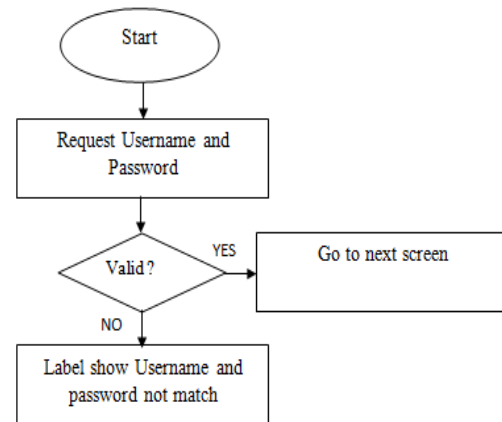 Start
Request Username and
Password
Valid?
YES
Go to next screen
NO
Label show Username and
password not match